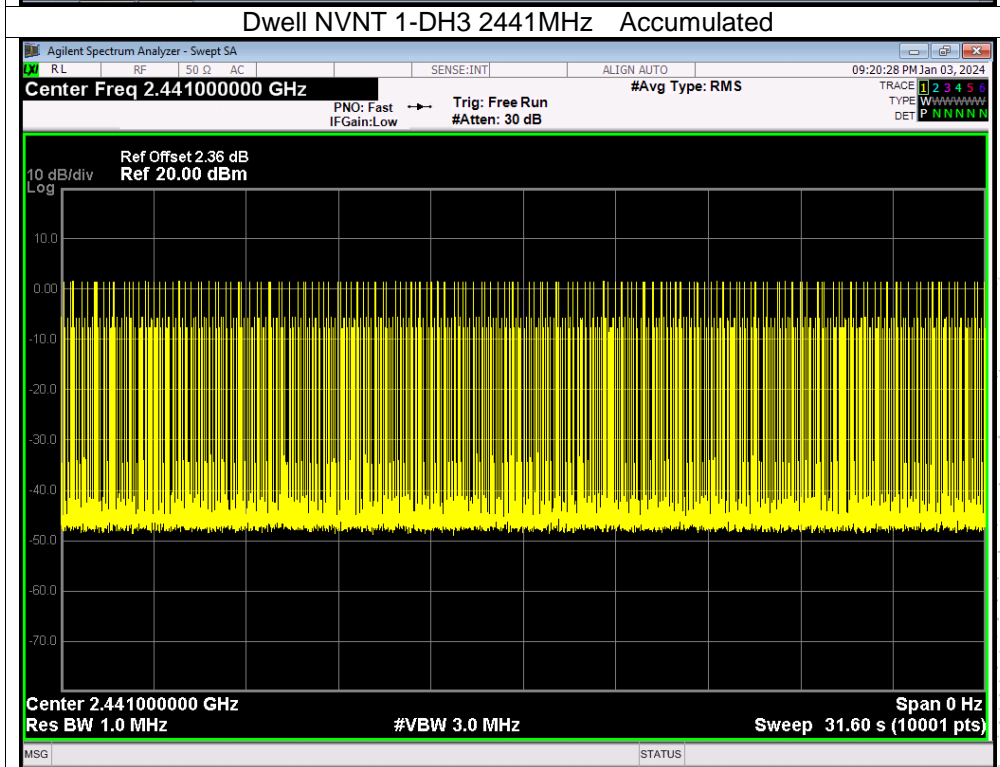 Dwell NVNT 1-DH3 2441MHz Accumulated
Agilent Spectrum Analyzer - Swept SA
LXI RL RF 50 Ω AC SENSE:INT ALIGN AUTO 09:20:28 PM Jan 03, 2024
Center Freq 2.441000000 GHz #Avg Type: RMS TRACE 1 2 3 4 5 6
PNO: Fast Trig: Free Run TYPE WWWWWW
IFGain:Low #Atten: 30 dB DET P N N N N N
Ref Offset 2.36 dB
10 dB/div Ref 20.00 dBm
Log
10.0
0.00
-10.0
-20.0
-30.0
-40.0
-50.0
-60.0
-70.0
Center 2.441000000 GHz Span 0 Hz
Res BW 1.0 MHz #VBW 3.0 MHz Sweep 31.60 s (10001 pts)
MSG STATUS